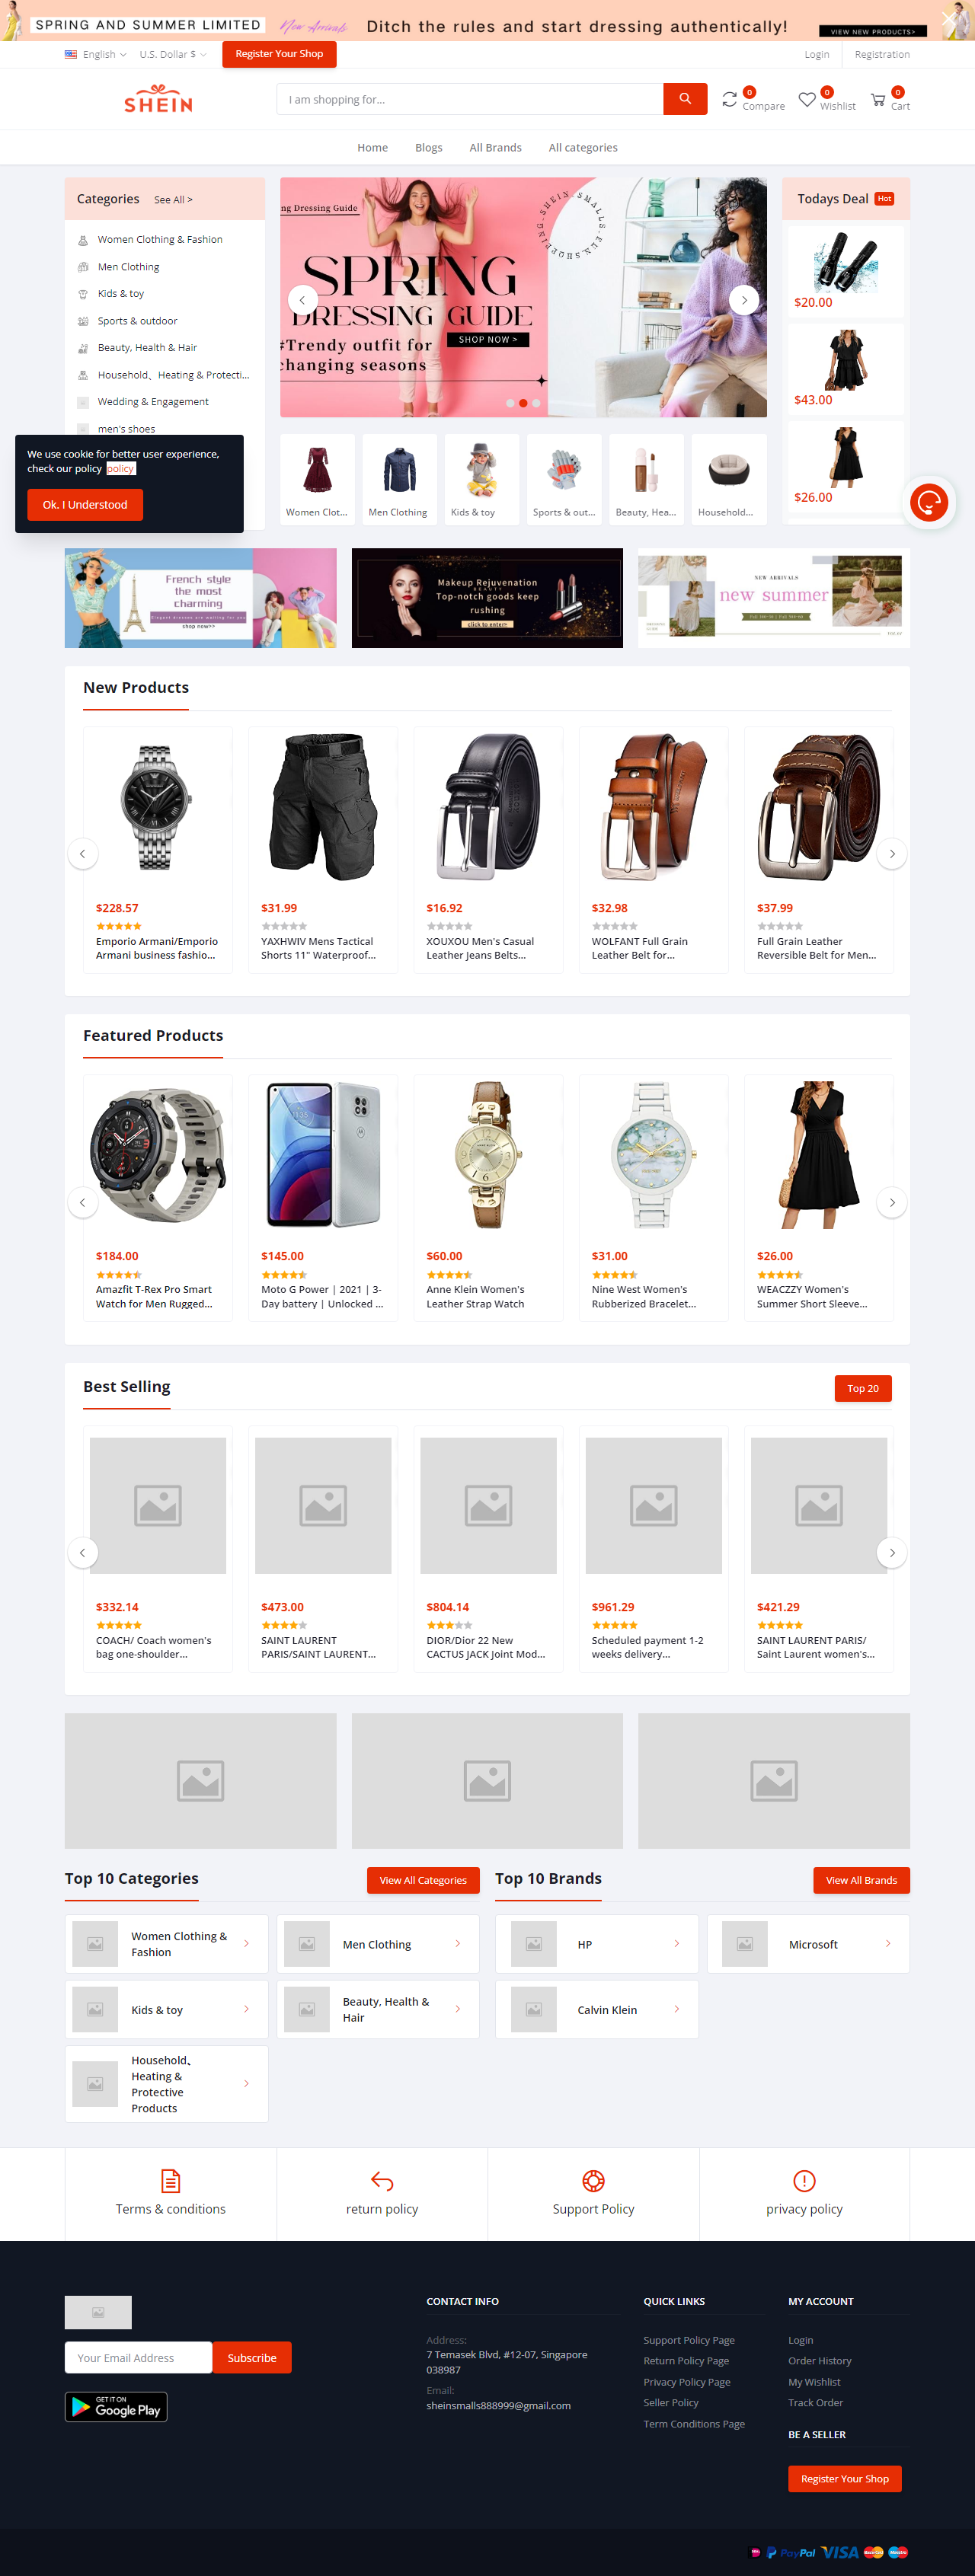 SPRING AND SUMMER LIMITED
New Arrivals
Ditch the rules and start dressing authentically!
VIEW NEW PRODUCTS>
English
U.S. Dollar $
Register Your Shop
Login
Registration
SHEIN
I am shopping for...
0
Compare
0
Wishlist
0
Cart
Home
Blogs
All Brands
All categories
Categories
See All >
Women Clothing & Fashion
Men Clothing
Kids & toy
Sports & outdoor
Beauty, Health & Hair
Household、Heating & Protecti...
Wedding & Engagement
men's shoes
ng Dressing Guide
SPRING
DRESSING GUIDE
SHOP NOW >
#Trendy outfit for
changing seasons
Todays Deal
Hot
$20.00
$43.00
$26.00
We use cookie for better user experience,
check our policy policy
Ok. I Understood
Women Clot...
Men Clothing
Kids & toy
Sports & out...
Beauty, Hea...
Household...
French style
the most
charming
Elegant dresses are waiting for you
shop now>>
Makeup Rejuvenation
BEAUTY
Top-notch goods keep
rushing
click to enter>
NEW ARRIVALS
new summer
New Products
$228.57
Emporio Armani/Emporio
Armani business fashio...
$31.99
YAXHWIV Mens Tactical
Shorts 11" Waterproof...
$16.92
XOUXOU Men's Casual
Leather Jeans Belts...
$32.98
WOLFANT Full Grain
Leather Belt for...
$37.99
Full Grain Leather
Reversible Belt for Men...
Featured Products
$184.00
Amazfit T-Rex Pro Smart
Watch for Men Rugged...
$145.00
Moto G Power | 2021 | 3-
Day battery | Unlocked ...
$60.00
Anne Klein Women's
Leather Strap Watch
$31.00
Nine West Women's
Rubberized Bracelet...
$26.00
WEACZZY Women's
Summer Short Sleeve...
Best Selling
Top 20
$332.14
COACH/ Coach women's
bag one-shoulder...
$473.00
SAINT LAURENT
PARIS/SAINT LAURENT...
$804.14
DIOR/Dior 22 New
CACTUS JACK Joint Mod...
$961.29
Scheduled payment 1-2
weeks delivery...
$421.29
SAINT LAURENT PARIS/
Saint Laurent women's...
Top 10 Categories
View All Categories
Top 10 Brands
View All Brands
Women Clothing &
Fashion
Men Clothing
HP
Microsoft
Kids & toy
Beauty, Health &
Hair
Calvin Klein
Household、
Heating &
Protective
Products
Terms & conditions
return policy
Support Policy
privacy policy
Your Email Address
Subscribe
GET IT ON
Google Play
CONTACT INFO
Address:
7 Temasek Blvd, #12-07, Singapore
038987
Email:
sheinsmalls888999@gmail.com
QUICK LINKS
Support Policy Page
Return Policy Page
Privacy Policy Page
Seller Policy
Term Conditions Page
MY ACCOUNT
Login
Order History
My Wishlist
Track Order
BE A SELLER
Register Your Shop
PayPal
VISA